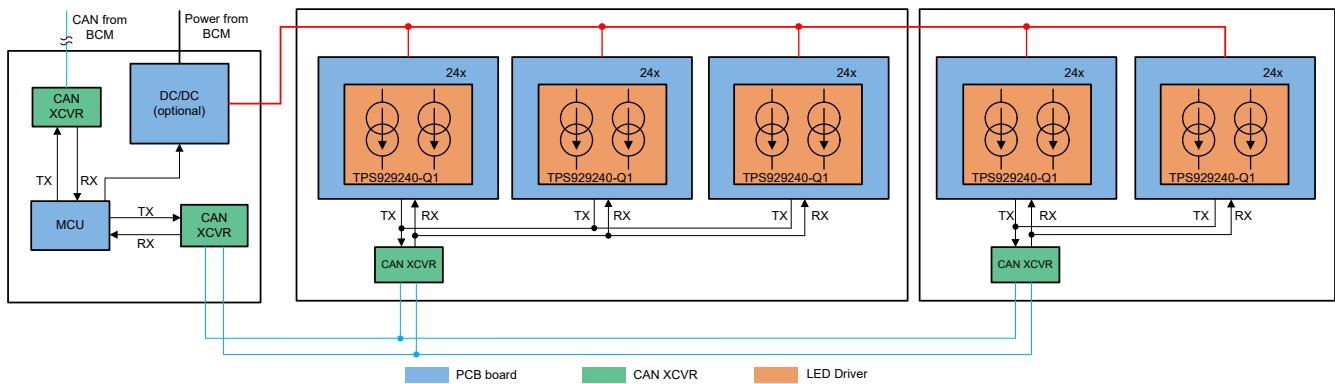 CAN from
BCM
Power from
BCM
CAN
XCVR
DC/DC
(optional)
TX
RX
MCU
TX
RX
CAN
XCVR
24x
TPS929240-Q1
24x
TPS929240-Q1
24x
TPS929240-Q1
TX
RX
TX
RX
TX
RX
CAN XCVR
24x
TPS929240-Q1
24x
TPS929240-Q1
TX
RX
TX
RX
CAN XCVR
PCB board
CAN XCVR
LED Driver